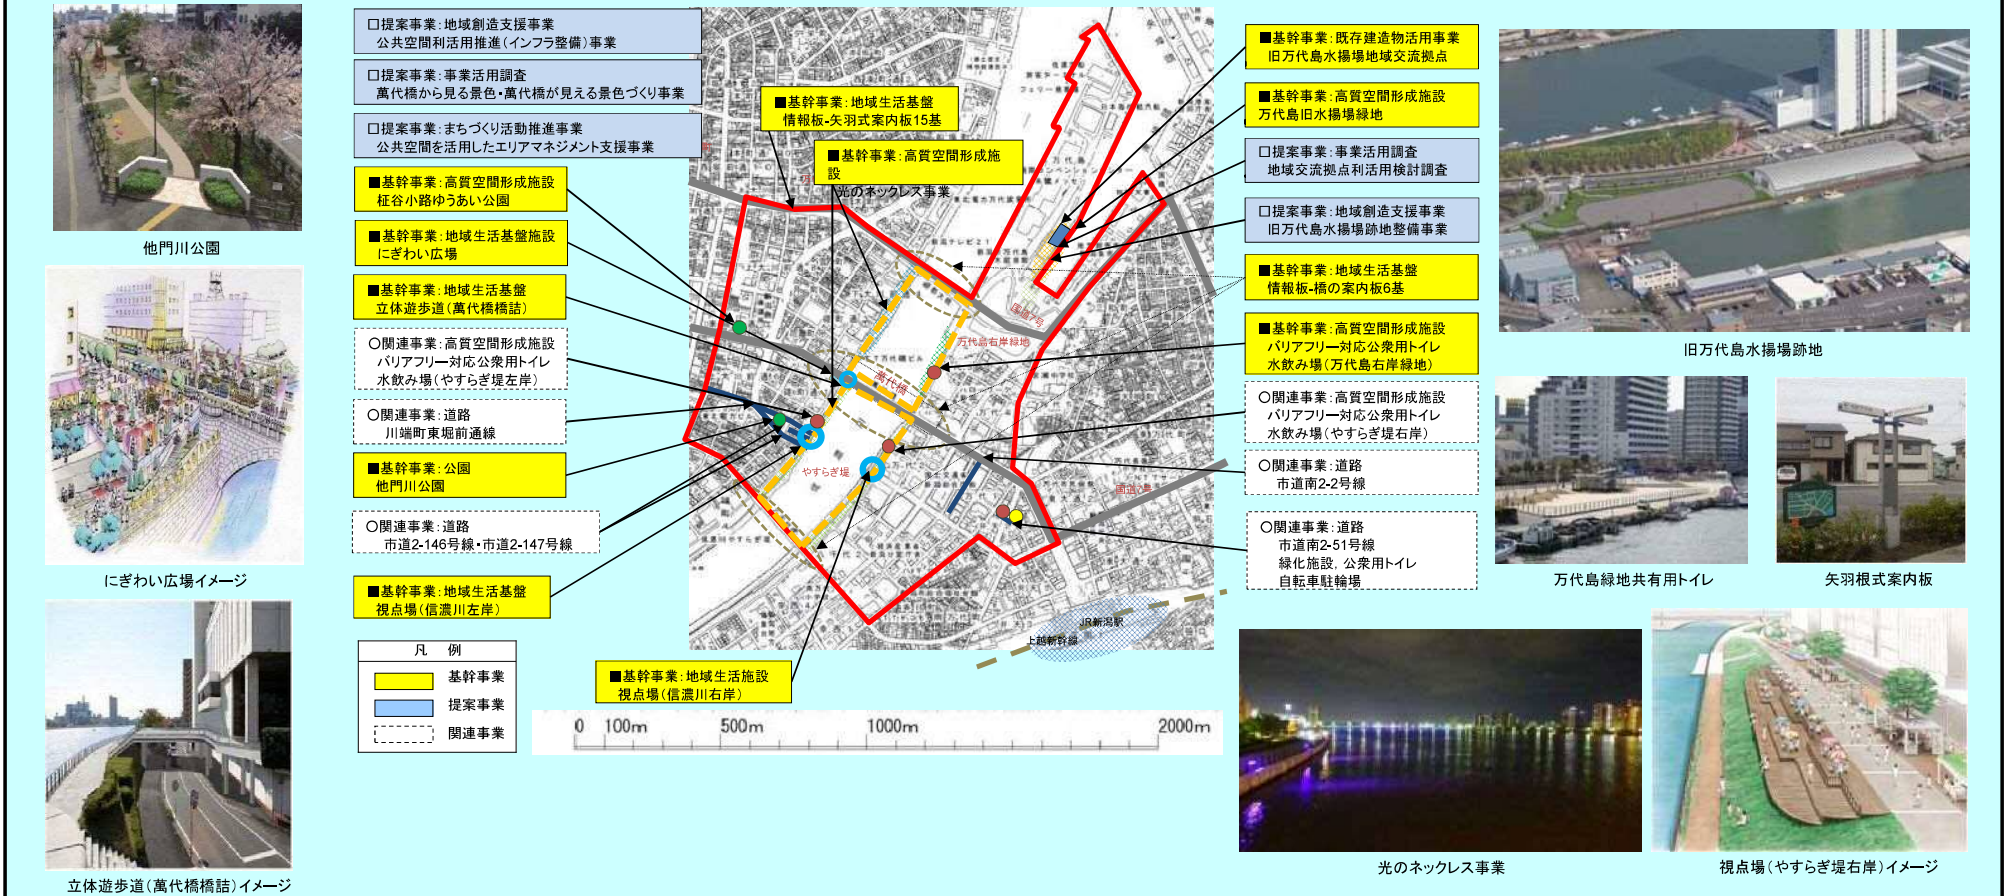 他門川公園
にぎわい広場イメージ
立体遊歩道(萬代橋橋詰)イメージ
□提案事業:地域創造支援事業
公共空間利活用推進(インフラ整備)事業
□提案事業:事業活用調査
萬代橋から見る景色・萬代橋が見える景色づくり事業
□提案事業:まちづくり活動推進事業
公共空間を活用したエリアマネジメント支援事業
■基幹事業:高質空間形成施設
柾谷小路ゆうあい公園
■基幹事業:地域生活基盤施設
にぎわい広場
■基幹事業:地域生活基盤
立体遊歩道(萬代橋橋詰)
○関連事業:高質空間形成施設
バリアフリー対応公衆用トイレ
水飲み場(やすらぎ堤左岸)
○関連事業:道路
川端町東堀前通線
■基幹事業:公園
他門川公園
○関連事業:道路
市道2-146号線・市道2-147号線
■基幹事業:地域生活基盤
視点場(信濃川左岸)
凡 例
基幹事業
提案事業
関連事業
■基幹事業:地域生活基盤
情報板-矢羽式案内板15基
■基幹事業:高質空間形成施
設
光のネックレス事業
国道7号
万代島右岸緑地
萬代橋
やすらぎ堤
国道7号
JR新潟駅
上越新幹線
■基幹事業:地域生活施設
視点場(信濃川右岸)
0 100m 500m 1000m 2000m
■基幹事業:既存建造物活用事業
旧万代島水揚場地域交流拠点
■基幹事業:高質空間形成施設
万代島旧水揚場緑地
□提案事業:事業活用調査
地域交流拠点利活用検討調査
□提案事業:地域創造支援事業
旧万代島水揚場跡地整備事業
■基幹事業:地域生活基盤
情報板-橋の案内板6基
■基幹事業:高質空間形成施設
バリアフリー対応公衆用トイレ
水飲み場(万代島右岸緑地)
○関連事業:高質空間形成施設
バリアフリー対応公衆用トイレ
水飲み場(やすらぎ堤右岸)
○関連事業:道路
市道南2-2号線
○関連事業:道路
市道南2-51号線
緑化施設,公衆用トイレ
自転車駐輪場
旧万代島水揚場跡地
万代島緑地共有用トイレ
矢羽根式案内板
光のネックレス事業
視点場(やすらぎ堤右岸)イメージ